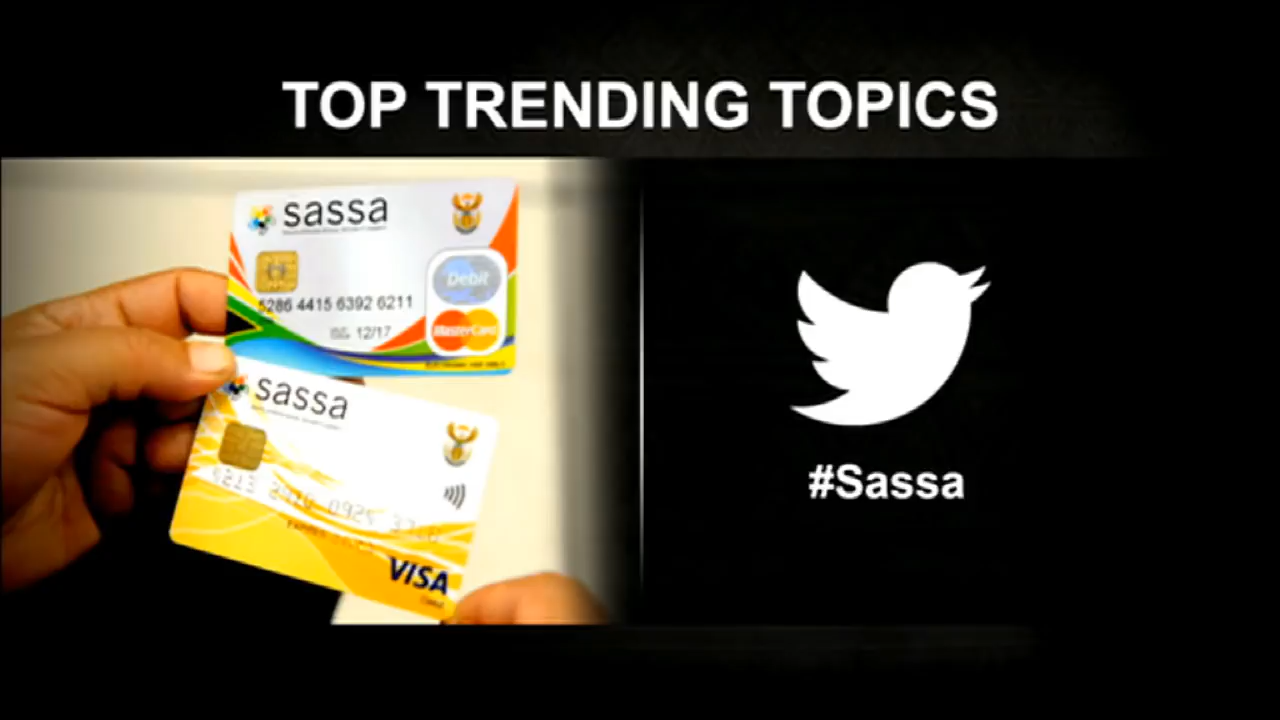 TOP TRENDING TOPICS
sassa
Debit
5286 4415 6392 6211
12/17
MasterCard
sassa
VISA
#Sassa